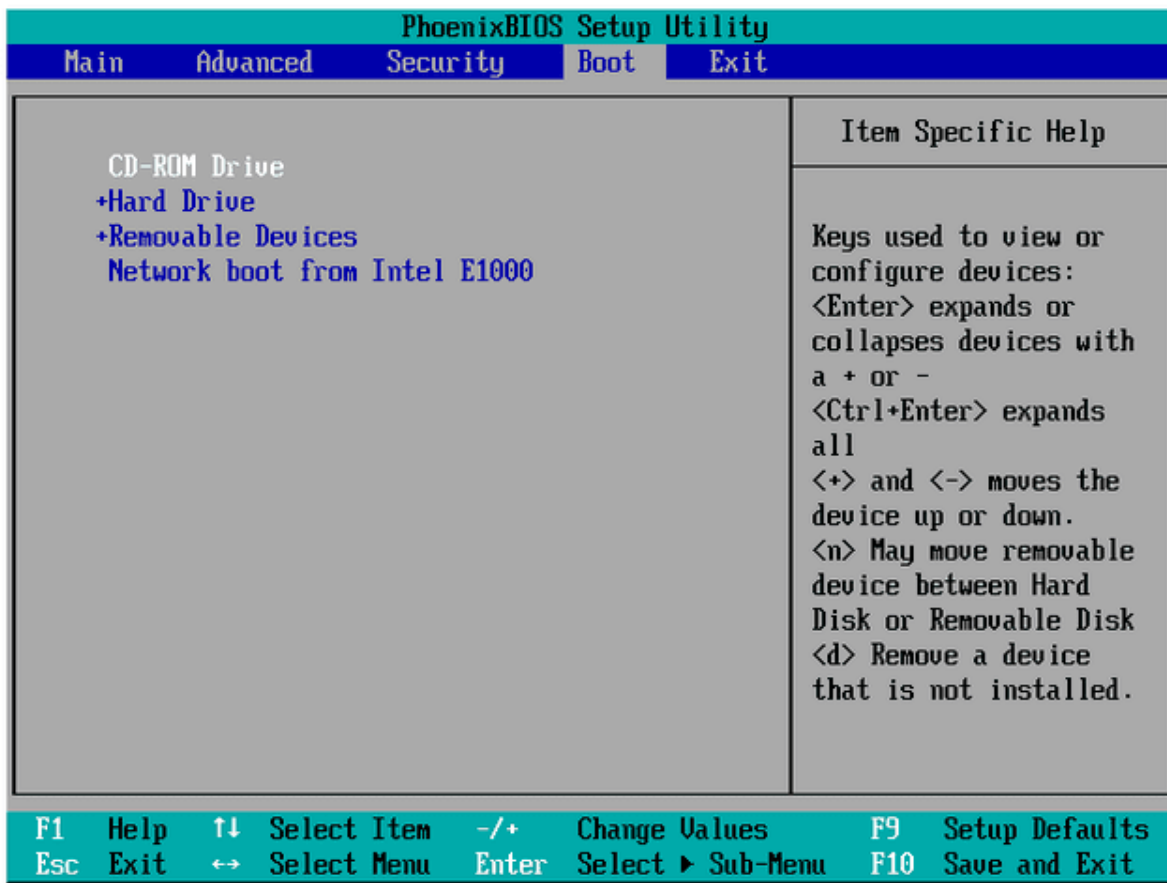 PhoenixBIOS Setup Utility
Main Advanced Security Boot Exit
CD-ROM Drive
+Hard Drive
+Removable Devices
Network boot from Intel E1000
Item Specific Help
Keys used to view or
configure devices:
<Enter> expands or
collapses devices with
a + or -
<Ctrl+Enter> expands
all
<+> and <-> moves the
device up or down.
<n> May move removable
device between Hard
Disk or Removable Disk
<d> Remove a device
that is not installed.
F1 Help ↑↓ Select Item -/+ Change Values F9 Setup Defaults
Esc Exit ↔ Select Menu Enter Select ▶ Sub-Menu F10 Save and Exit